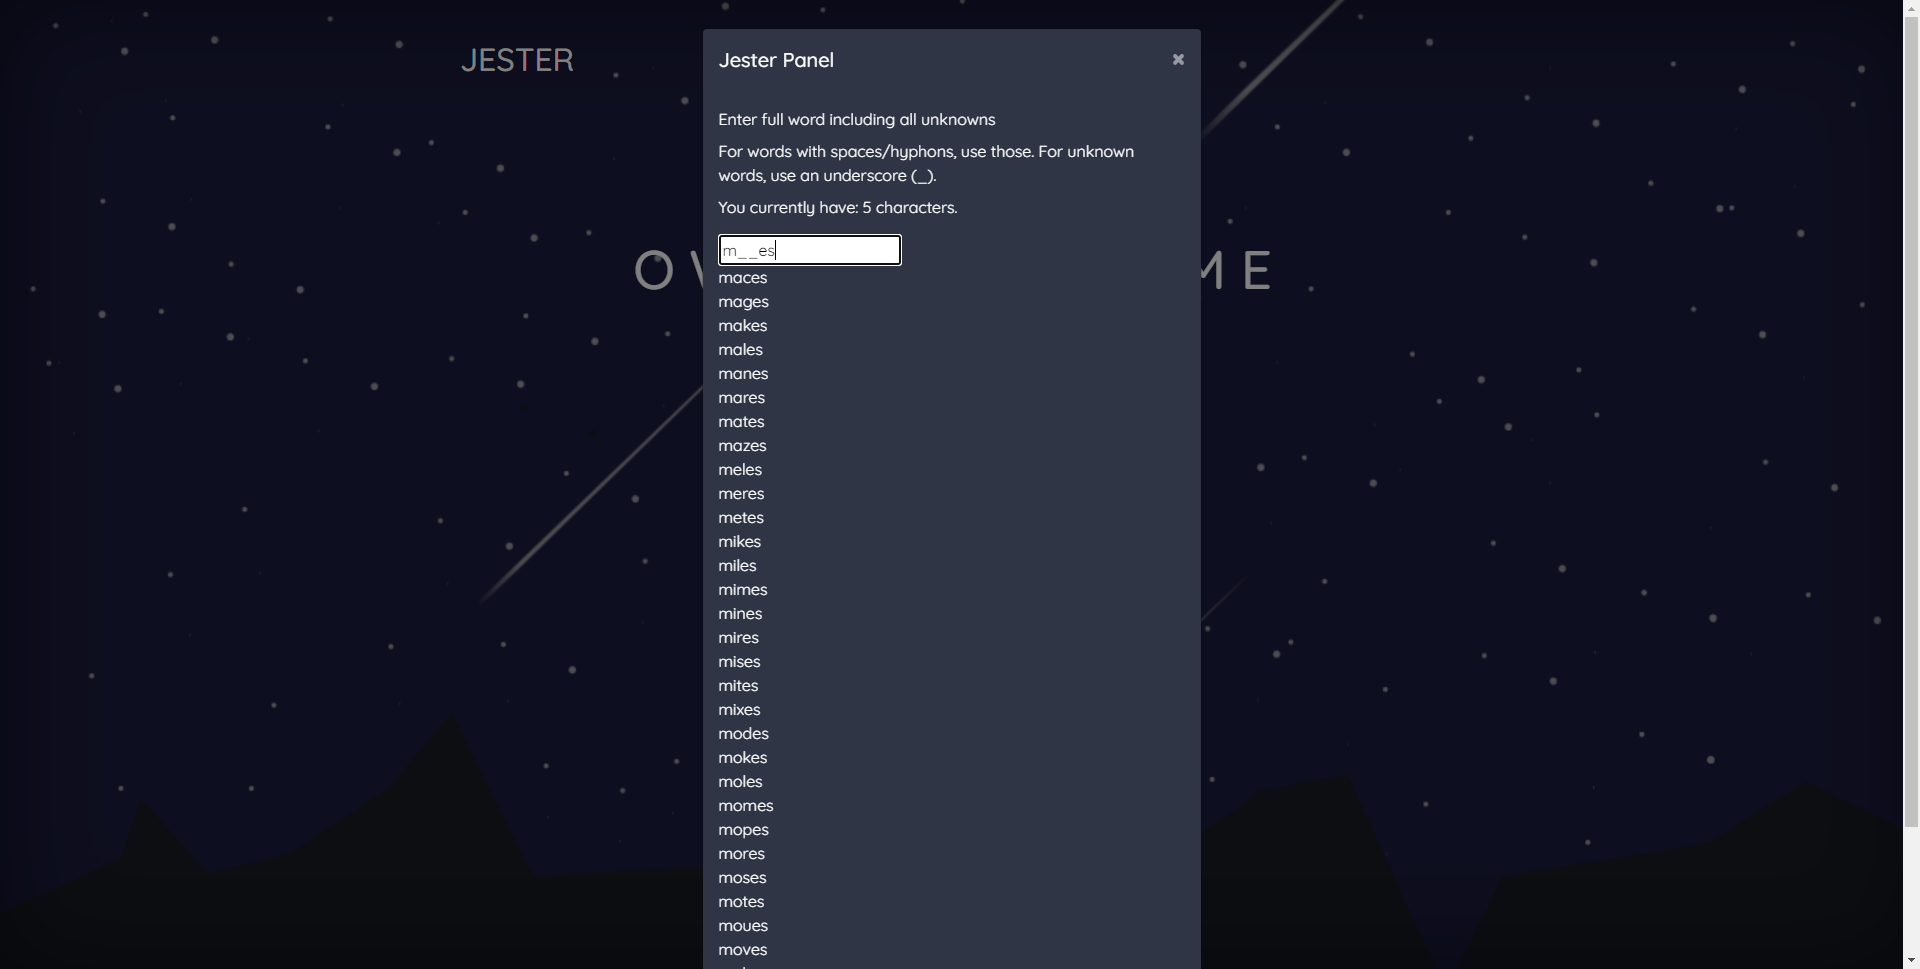 JESTER
Jester Panel
Enter full word including all unknowns
For words with spaces/hyphons, use those. For unknown
words, use an underscore (_).
You currently have: 5 characters.
m__es
O
ME
maces
mages
makes
males
manes
mares
mates
mazes
meles
meres
metes
mikes
miles
mimes
mines
mires
mises
mites
mixes
modes
mokes
moles
momes
mopes
mores
moses
motes
moues
moves